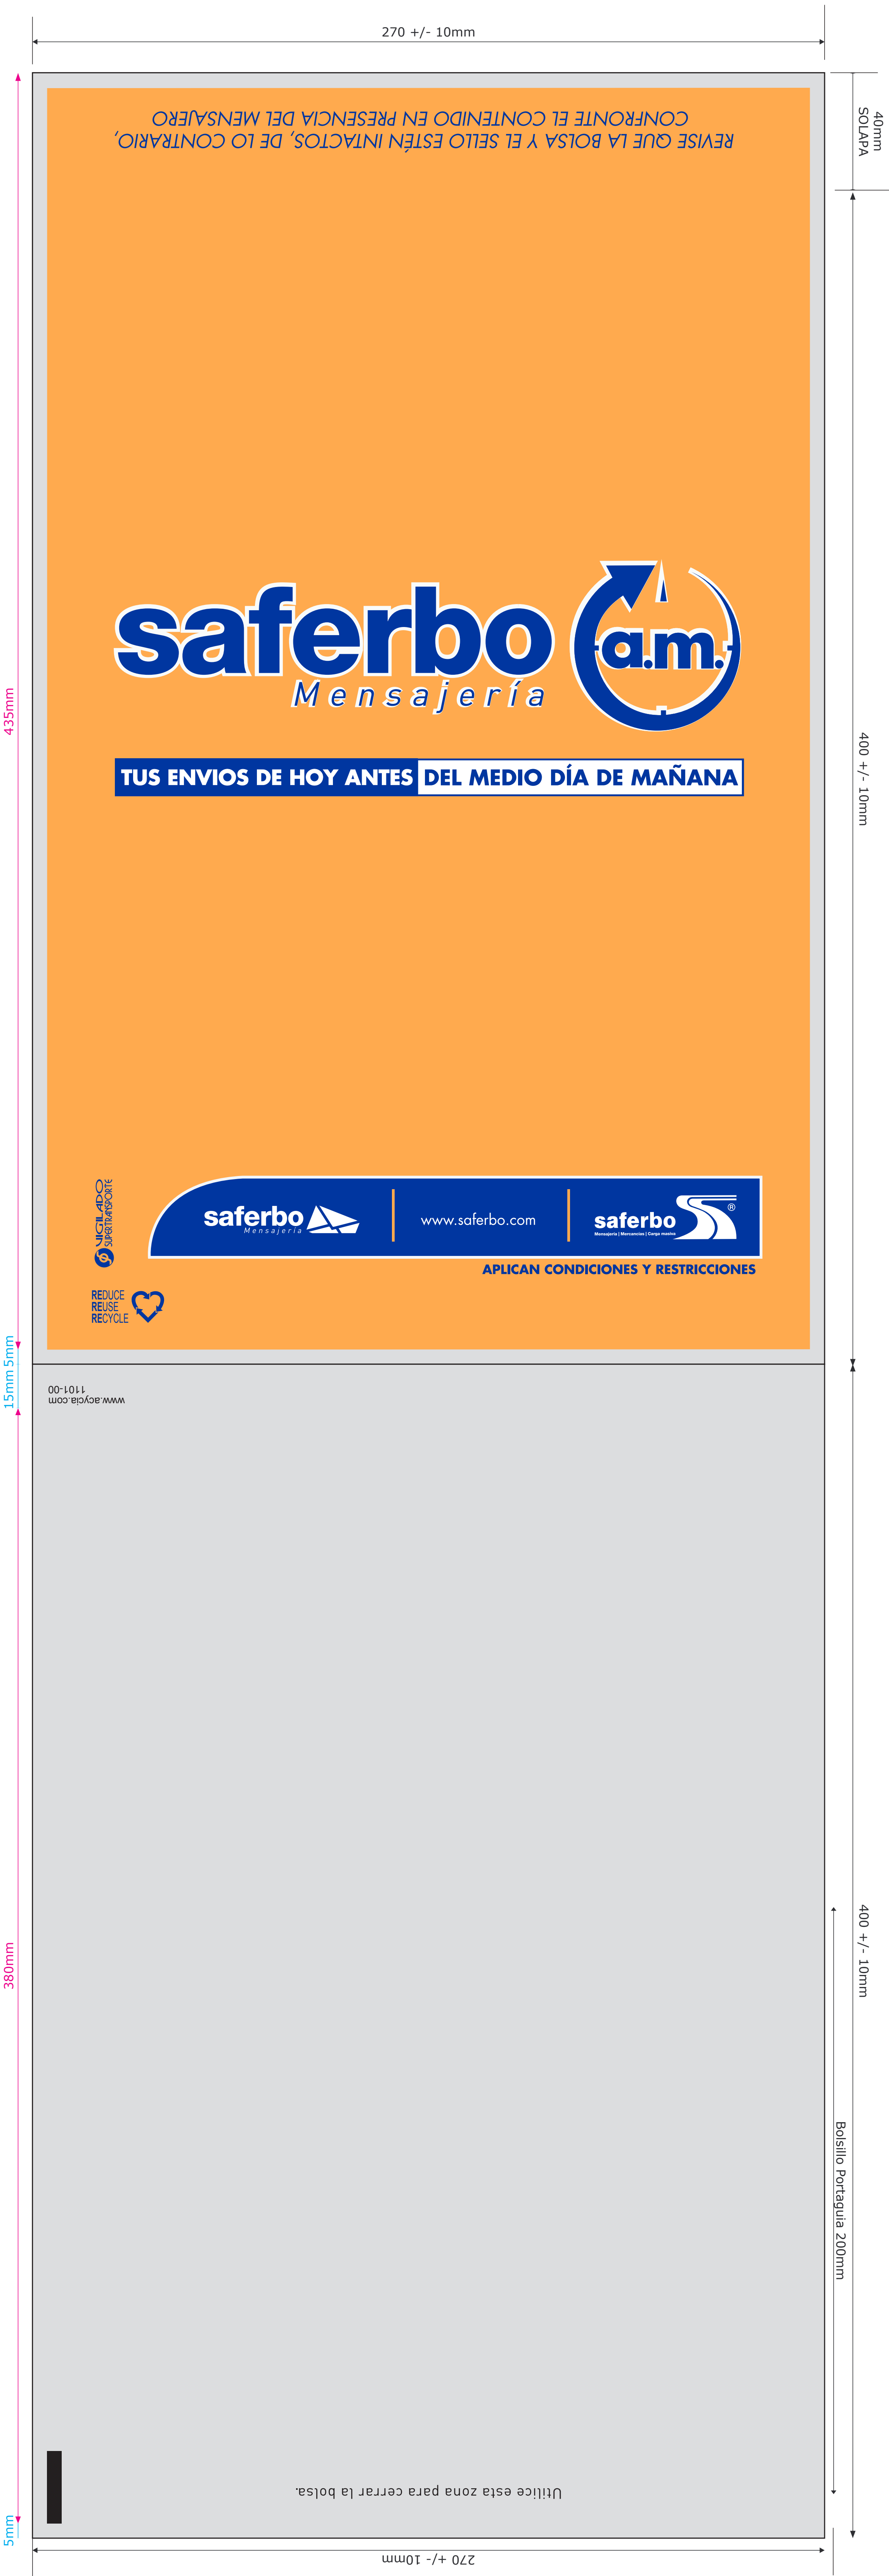 270 +/- 10mm
40mm
SOLAPA
REVISE QUE LA BOLSA Y EL SELLO ESTÉN INTACTOS, DE LO CONTRARIO,
CONFRONTE EL CONTENIDO EN PRESENCIA DEL MENSAJERO
saferbo
Mensajería
a.m.
TUS ENVIOS DE HOY ANTES DEL MEDIO DÍA DE MAÑANA
435mm
400 +/- 10mm
VIGILADO
SUPERTRANSPORTE
saferbo
Mensajería
www.saferbo.com
saferbo ®
Mensajería | Mercancías | Carga masiva
APLICAN CONDICIONES Y RESTRICCIONES
REDUCE
REUSE
RECYCLE
5mm
15mm
www.acycia.com
1101-00
380mm
400 +/- 10mm
Bolsillo Portaguia 200mm
Utilice esta zona para cerrar la bolsa.
5mm
270 +/- 10mm